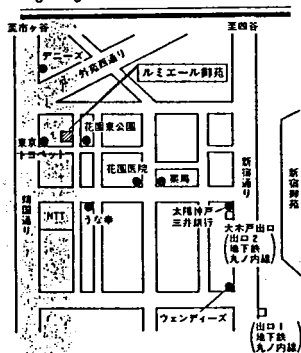 至市ヶ谷
至四谷
デニーズ
外苑西通り
ルミエール御苑
花園東公園
東京
トヨペット
花園医院
薬局
新宿通り
新宿御苑
靖国通り
NTT
うな幸
太陽神戸
三井銀行
大木戸出口
出口2
地下鉄
丸ノ内線
ウェンディーズ
出口1
地下鉄
丸ノ内線